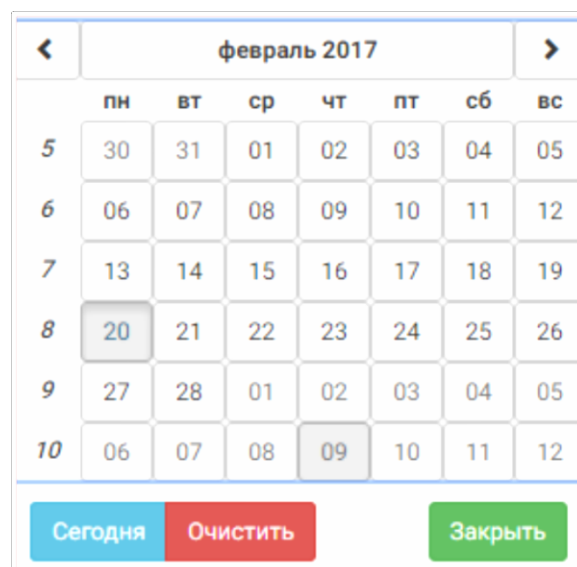 февраль 2017
пн вт ср чт пт сб вс
5 30 31 01 02 03 04 05
6 06 07 08 09 10 11 12
7 13 14 15 16 17 18 19
8 20 21 22 23 24 25 26
9 27 28 01 02 03 04 05
10 06 07 08 09 10 11 12
Сегодня Очистить Закрыть